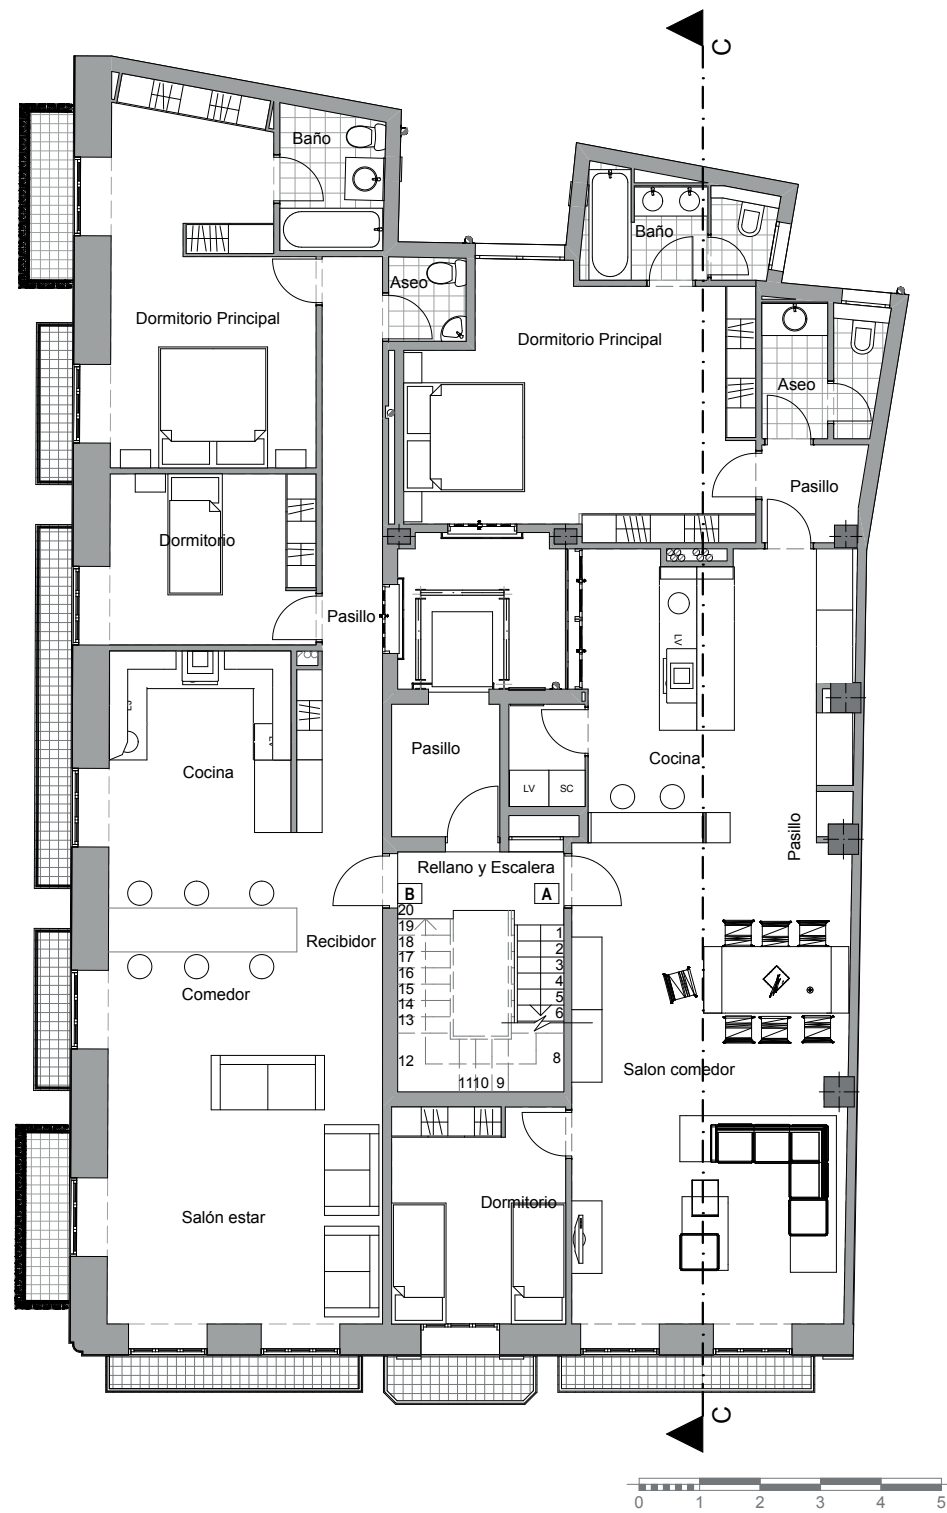 C
Baño
Baño
Aseo
Dormitorio Principal
Dormitorio Principal
Aseo
Pasillo
Dormitorio
Pasillo
LV
Pasillo
Cocina
Cocina
LV SC
Pasillo
Rellano y Escalera
B A
20
19
18
17
16
15
14
13
12
11 10 9
8
1
2
3
4
5
6
Recibidor
Comedor
Salon comedor
Dormitorio
Salón estar
C
0 1 2 3 4 5